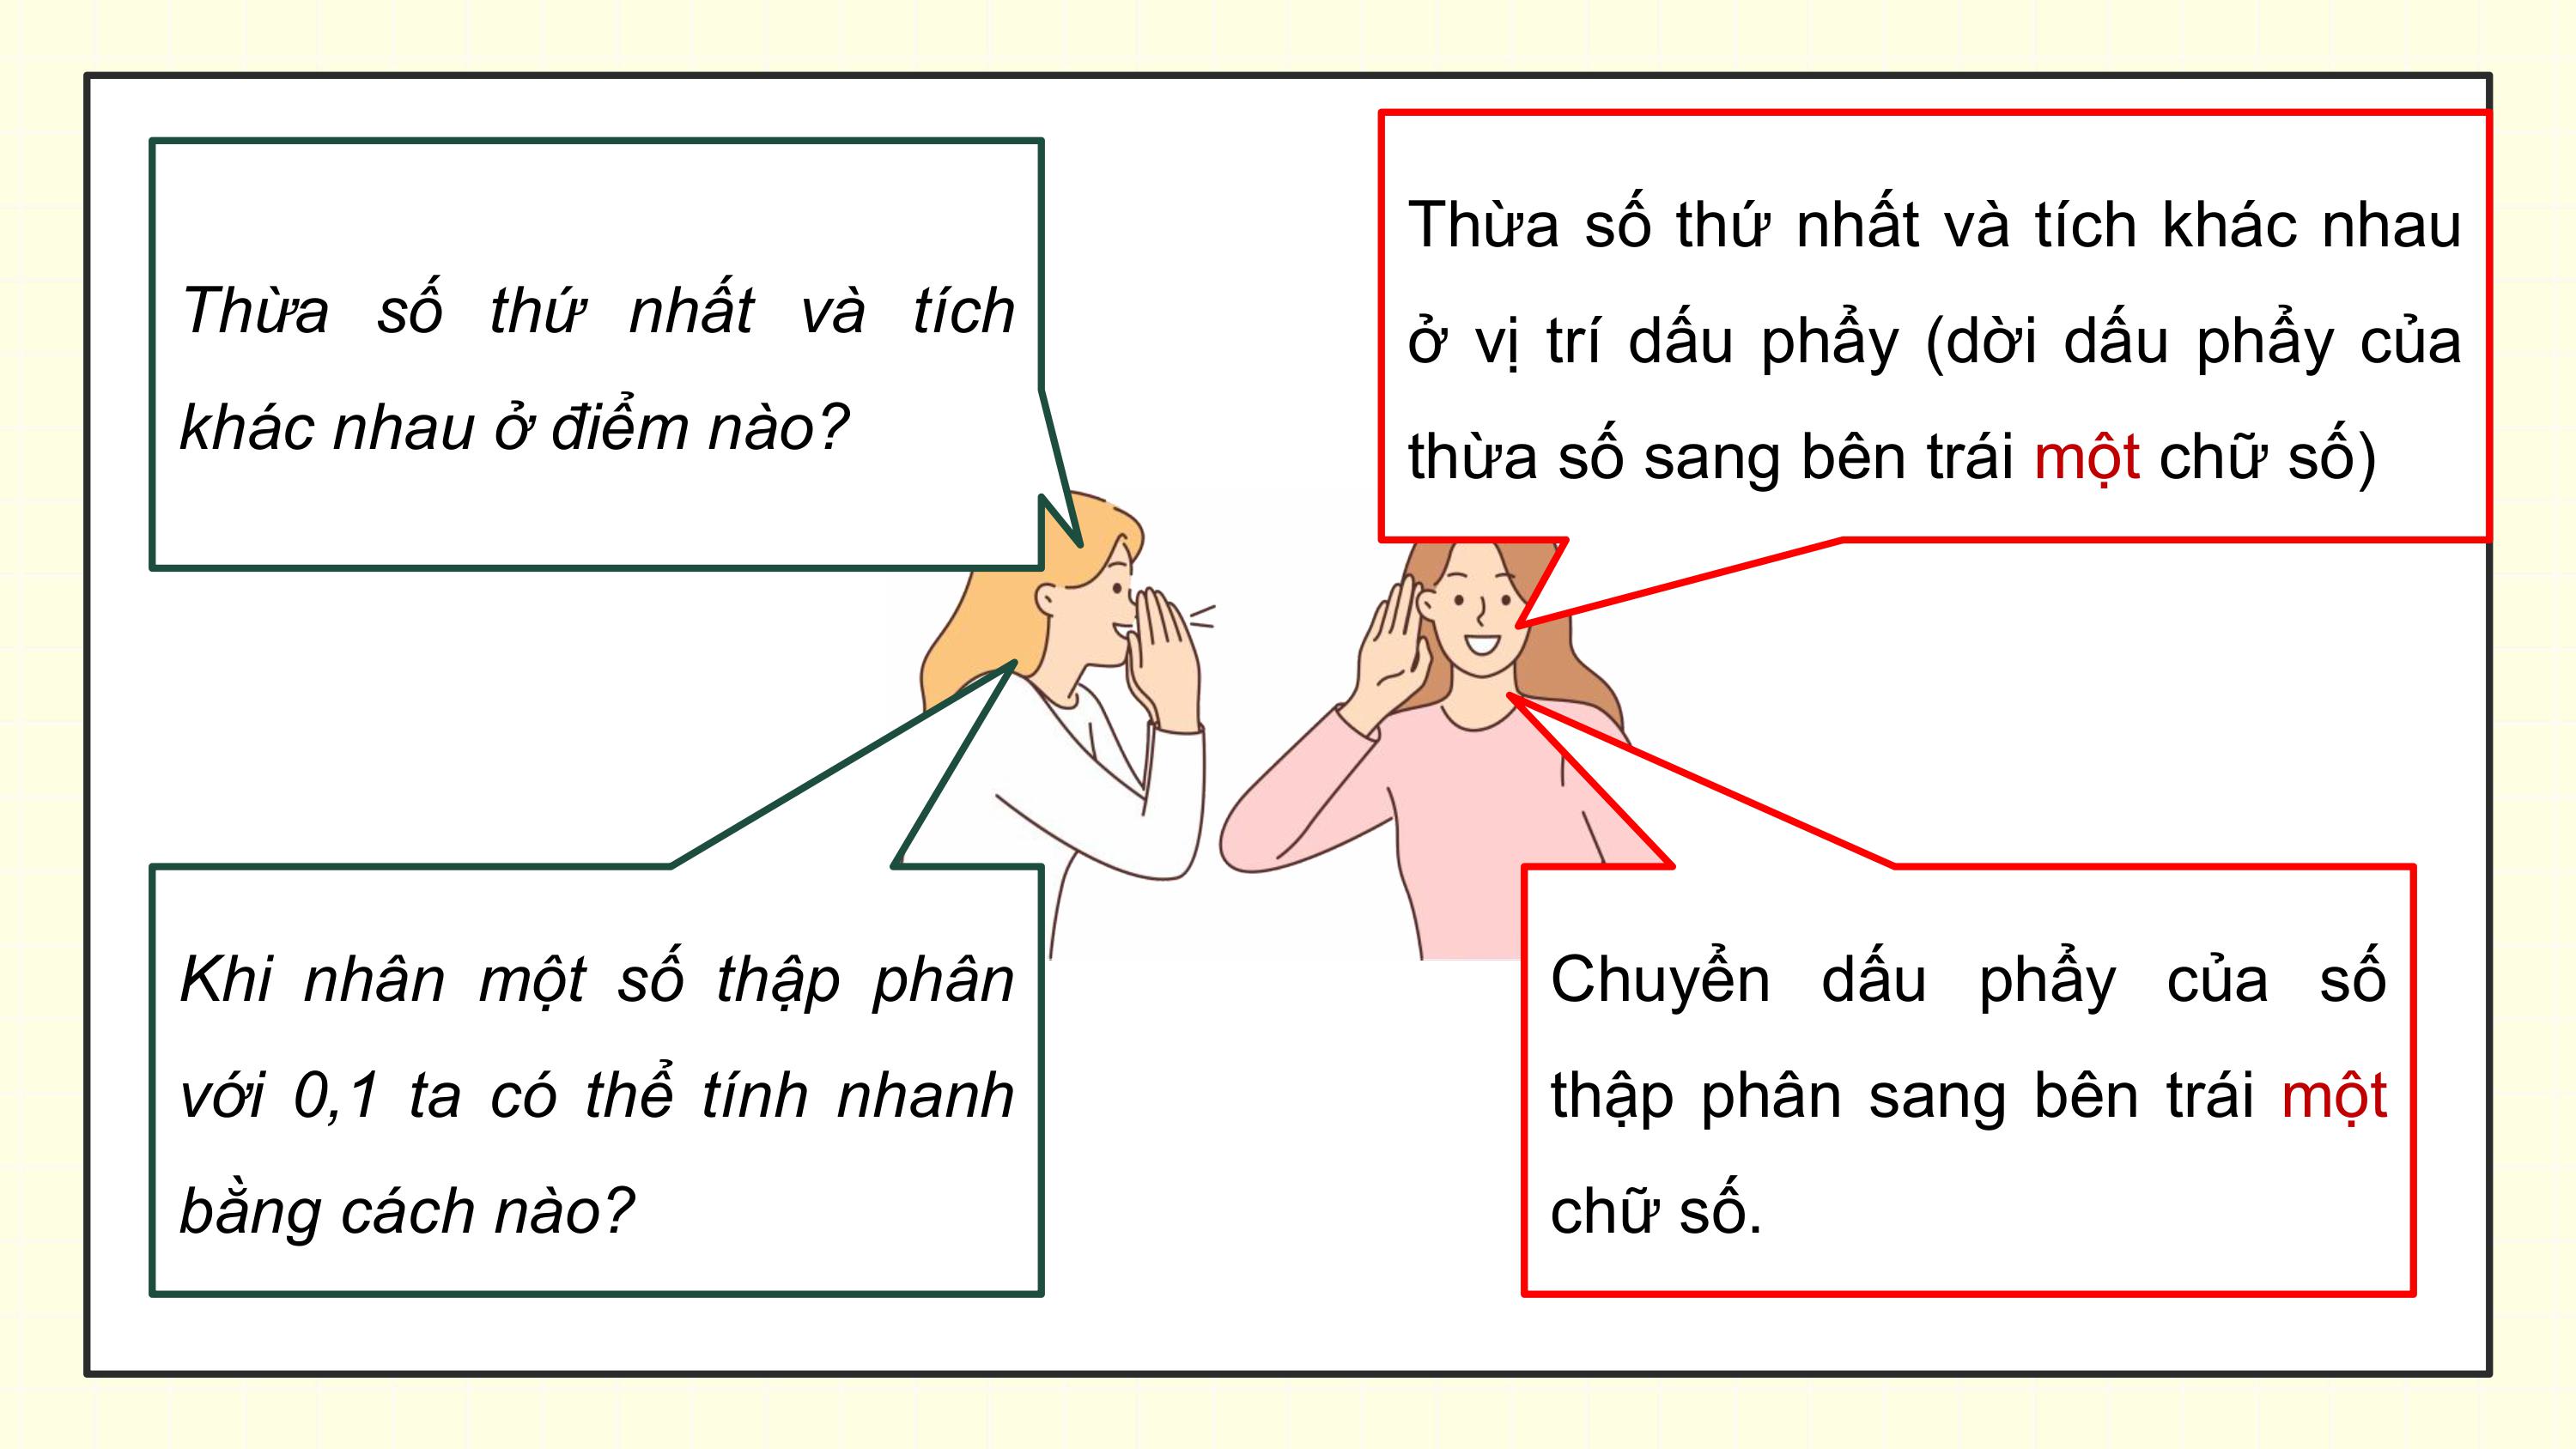 Thừa số thứ nhất và tích
khác nhau ở điểm nào?
Thừa số thứ nhất và tích khác nhau
ở vị trí dấu phẩy (dời dấu phẩy của
thừa số sang bên trái một chữ số)
Khi nhân một số thập phân
với 0,1 ta có thể tính nhanh
bằng cách nào?
Chuyển dấu phẩy của số
thập phân sang bên trái một
chữ số.